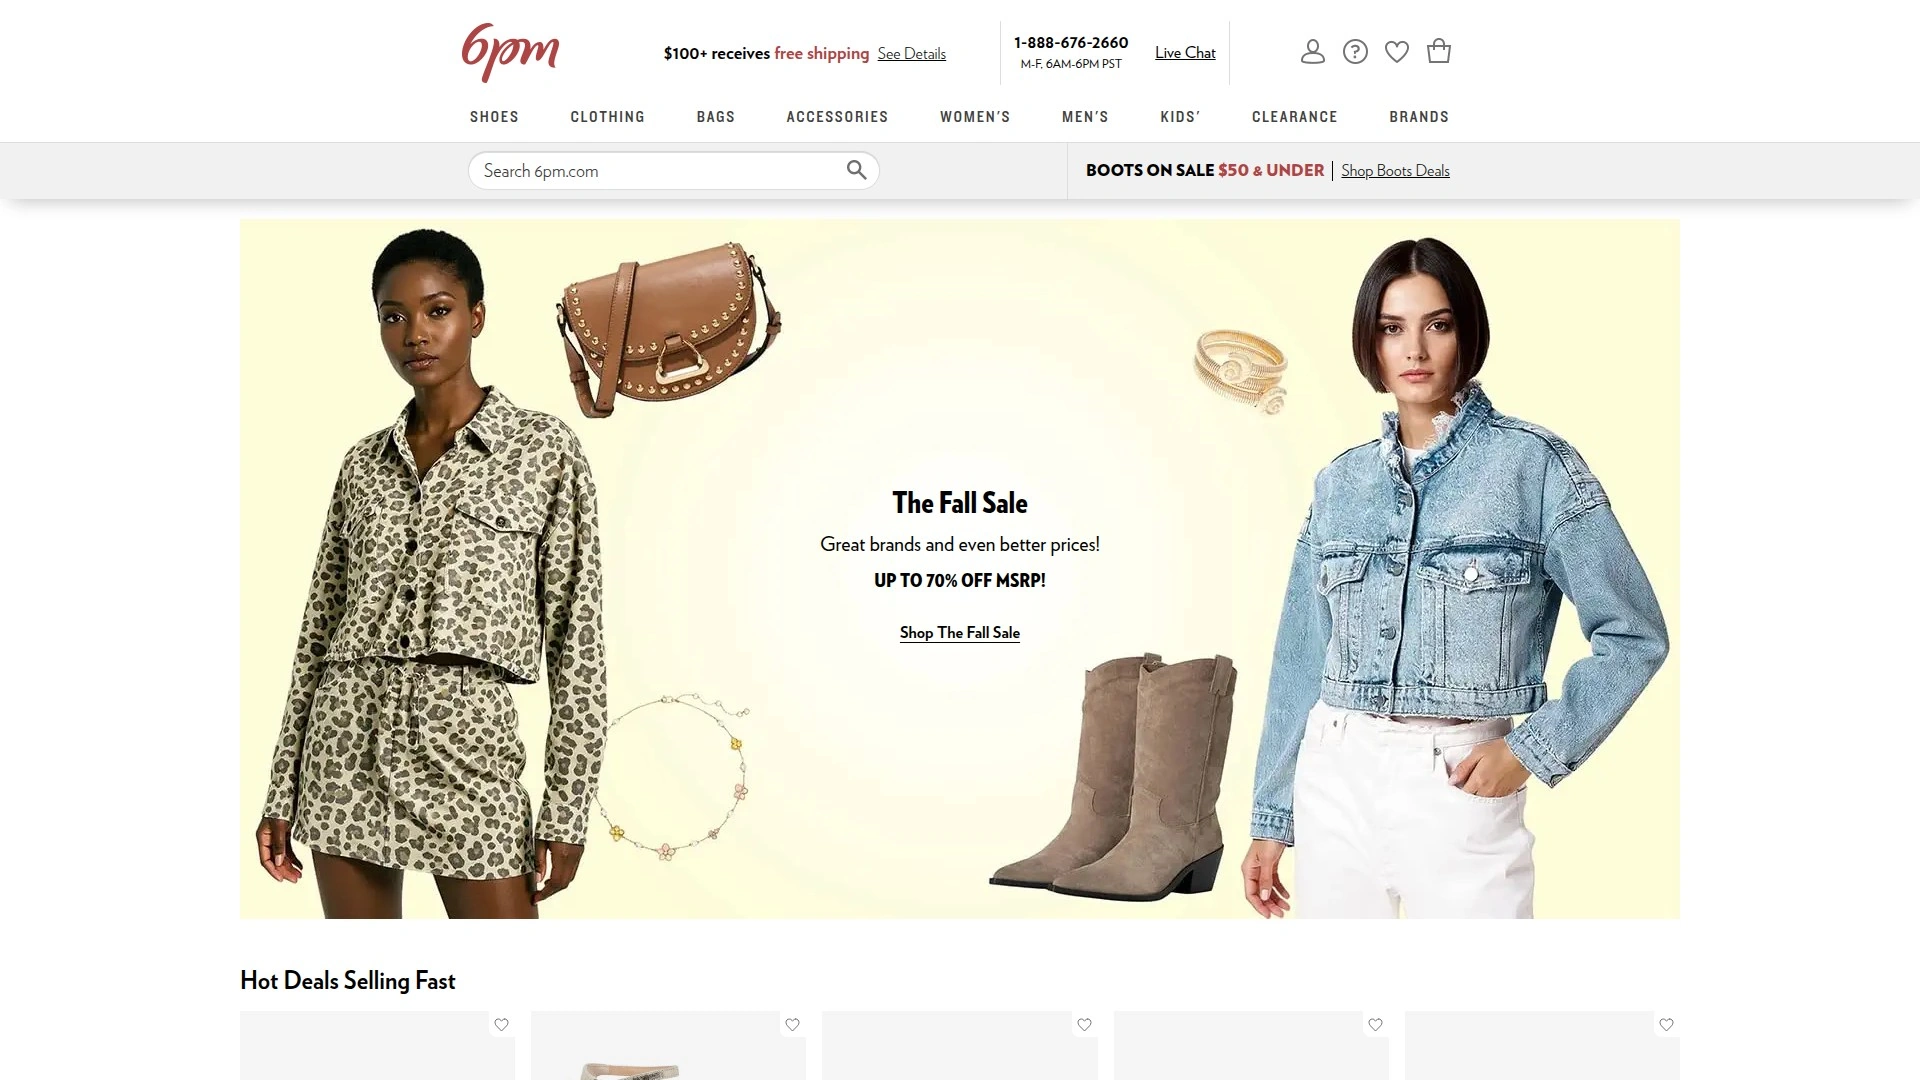 6pm
$100+ receives free shipping See Details
1-888-676-2660
M-F, 6AM-6PM PST
Live Chat
SHOES CLOTHING BAGS ACCESSORIES WOMEN'S MEN'S KIDS' CLEARANCE BRANDS
Search 6pm.com
BOOTS ON SALE $50 & UNDER | Shop Boots Deals
The Fall Sale
Great brands and even better prices!
UP TO 70% OFF MSRP!
Shop The Fall Sale
Hot Deals Selling Fast